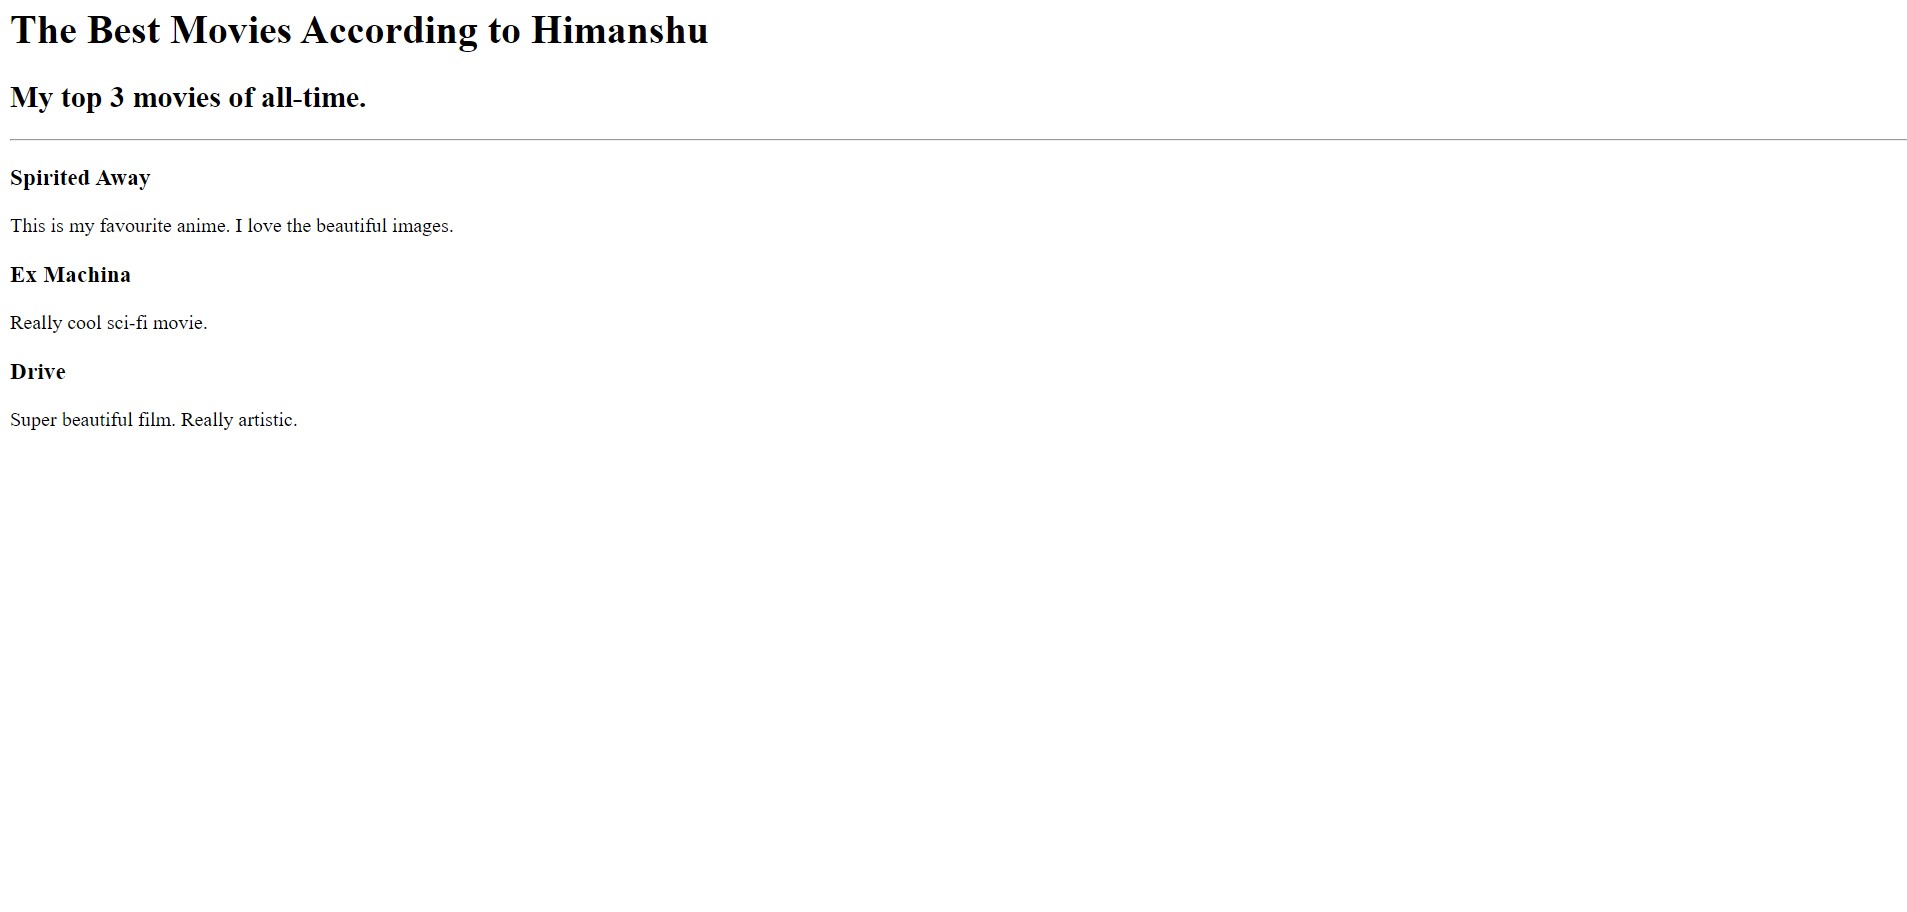 The Best Movies According to Himanshu
My top 3 movies of all-time.
Spirited Away
This is my favourite anime. I love the beautiful images.
Ex Machina
Really cool sci-fi movie.
Drive
Super beautiful film. Really artistic.